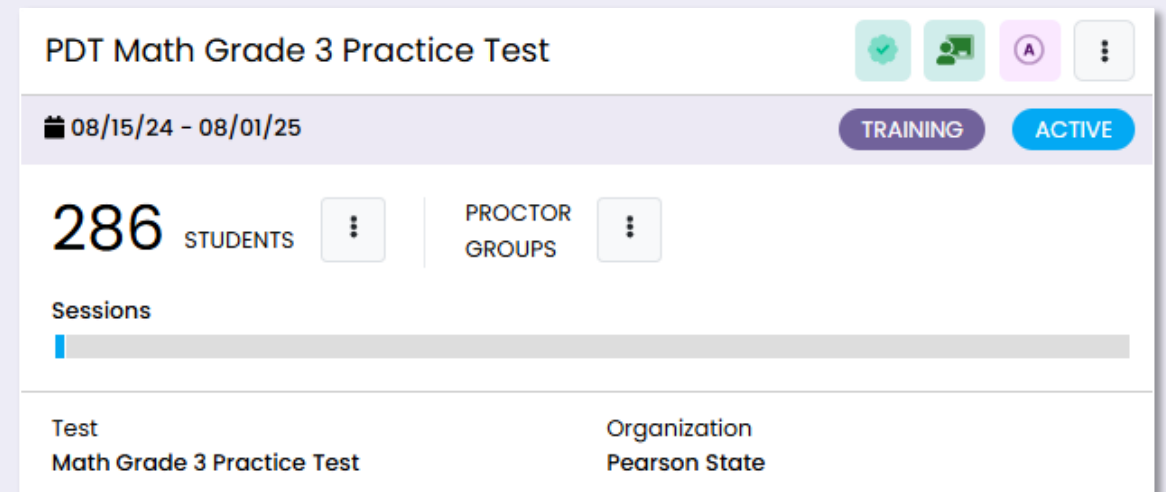 PDT Math Grade 3 Practice Test
A
08/15/24 - 08/01/25
TRAINING
ACTIVE
286 STUDENTS
PROCTOR
GROUPS
Sessions
Test
Organization
Math Grade 3 Practice Test
Pearson State